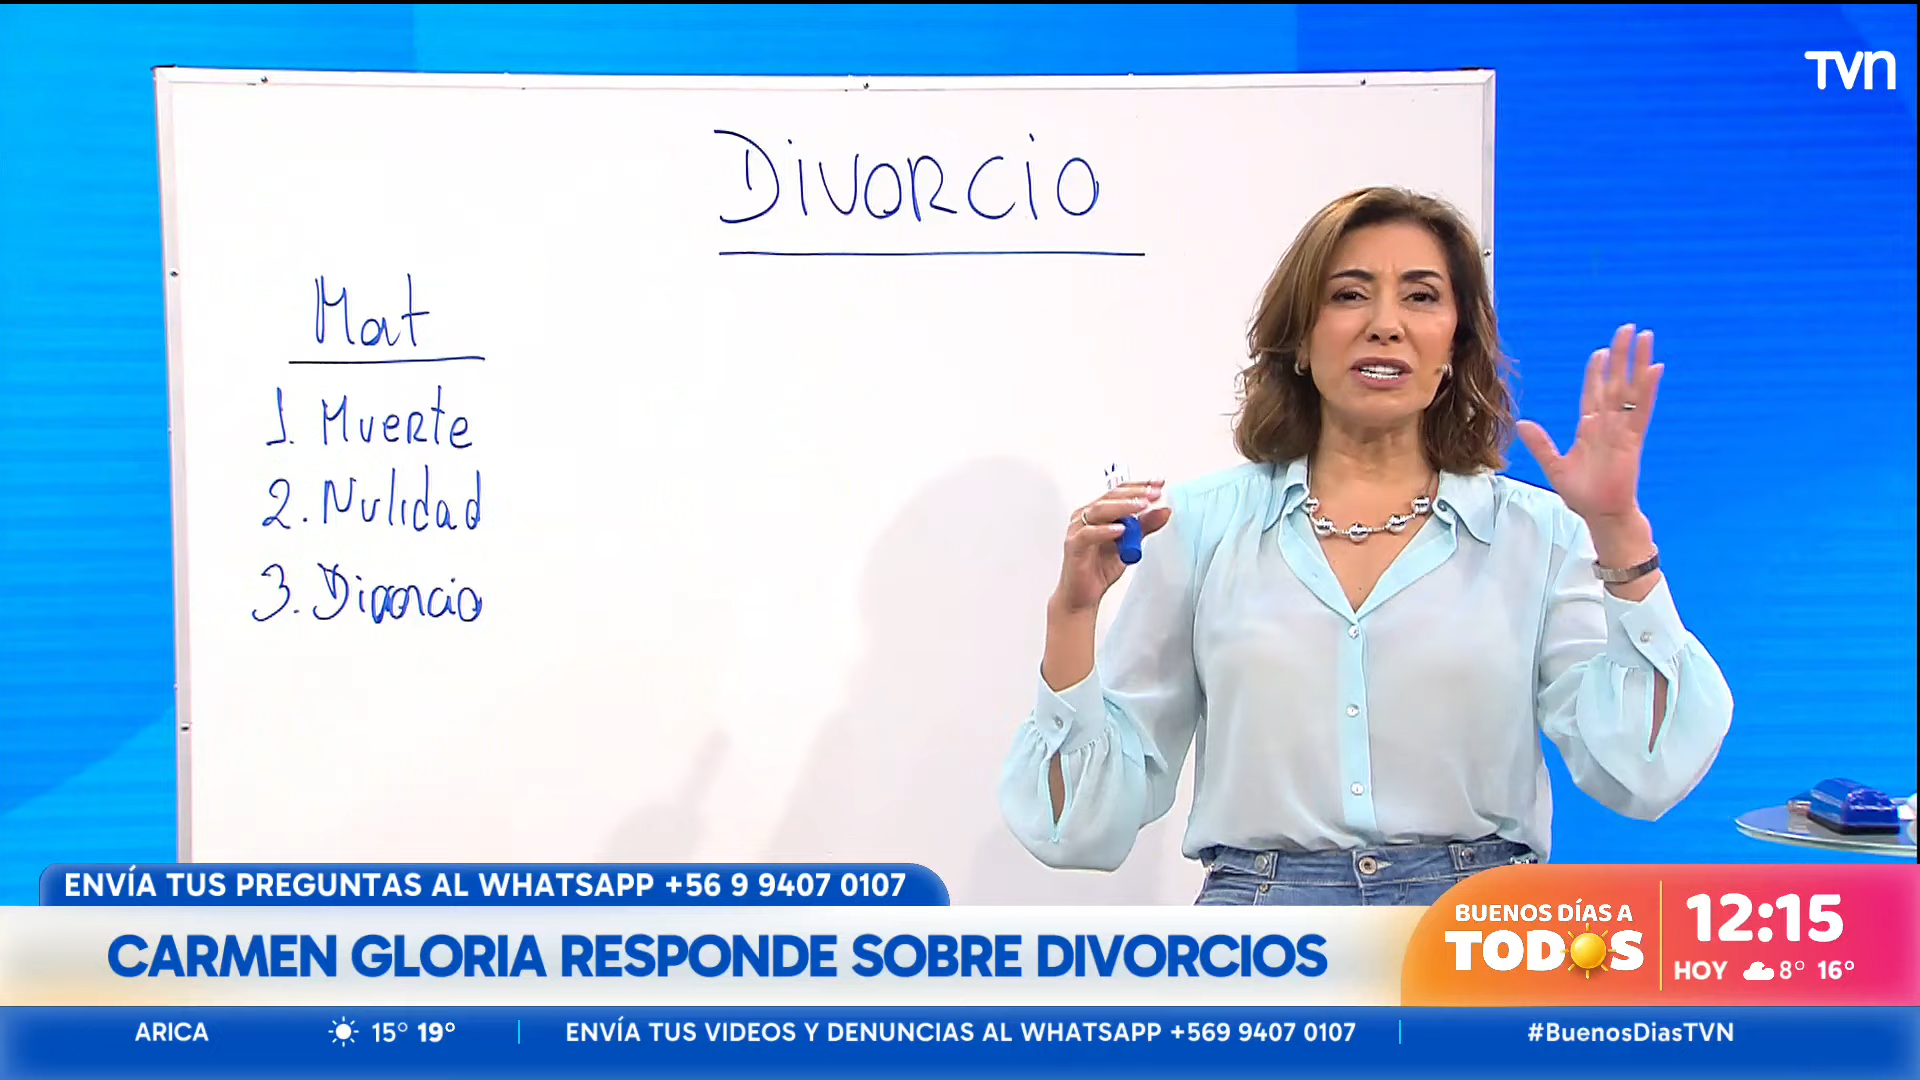 TVN
DIVORCIO
Mat
1. Muerte
2. Nulidad
3. Divorcio
ENVÍA TUS PREGUNTAS AL WHATSAPP +56 9 9407 0107
CARMEN GLORIA RESPONDE SOBRE DIVORCIOS
BUENOS DÍAS A
TODOS
12:15
HOY 8° 16°
ARICA 15° 19° ENVÍA TUS VIDEOS Y DENUNCIAS AL WHATSAPP +569 9407 0107 #BuenosDiasTVN